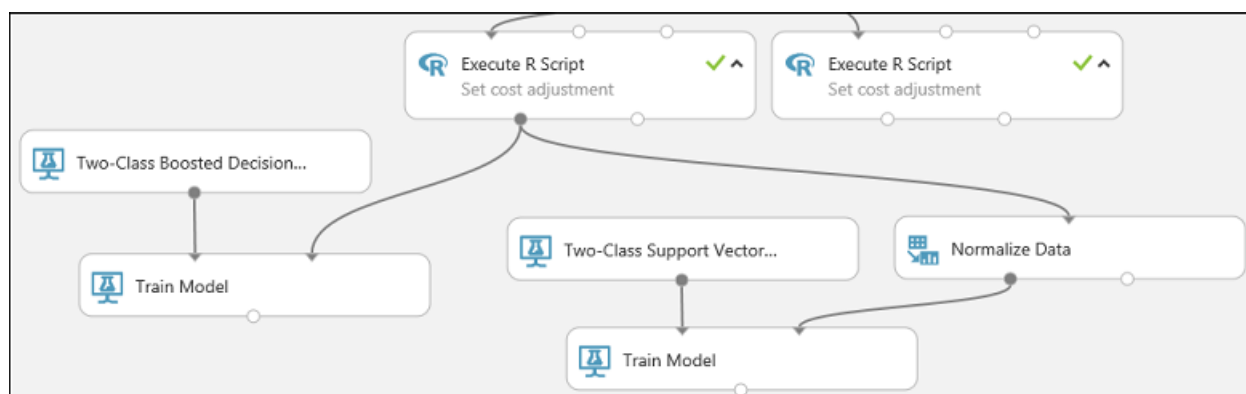 Execute R Script
Set cost adjustment
Execute R Script
Set cost adjustment
Two-Class Boosted Decision...
Two-Class Support Vector...
Normalize Data
Train Model
Train Model